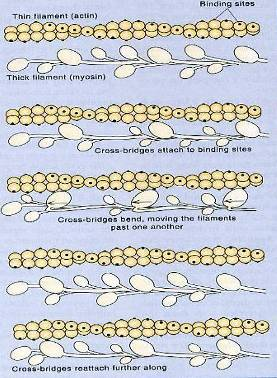 Binding sites
Thin filament (actin)
Thick filament (myosin)
Cross-bridges attach to binding sites
Cross-bridges bend, moving the filaments
past one another
Cross-bridges reattach further along